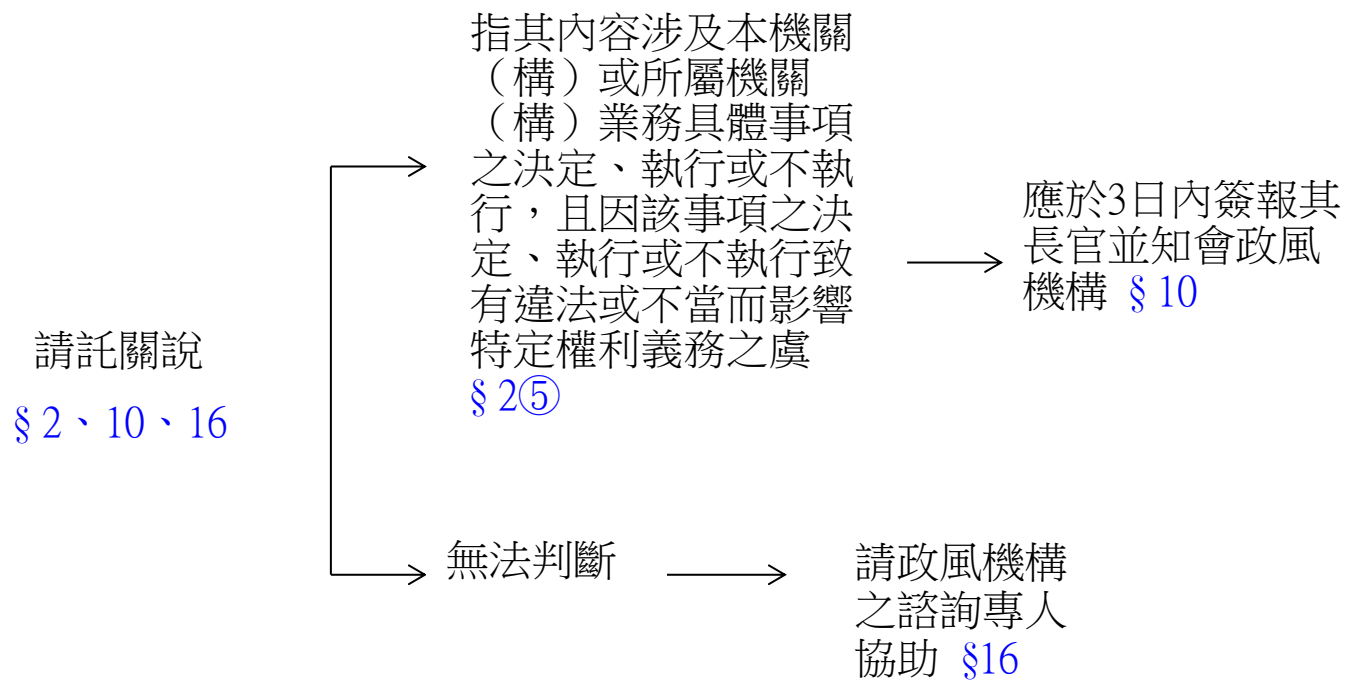 請託關說
§2、10、16
指其內容涉及本機關
（構）或所屬機關
（構）業務具體事項
之決定、執行或不執
行，且因該事項之決
定、執行或不執行致
有違法或不當而影響
特定權利義務之虞
§2⑤
應於3日內簽報其
長官並知會政風
機構 §10
無法判斷
請政風機構
之諮詢專人
協助 §16